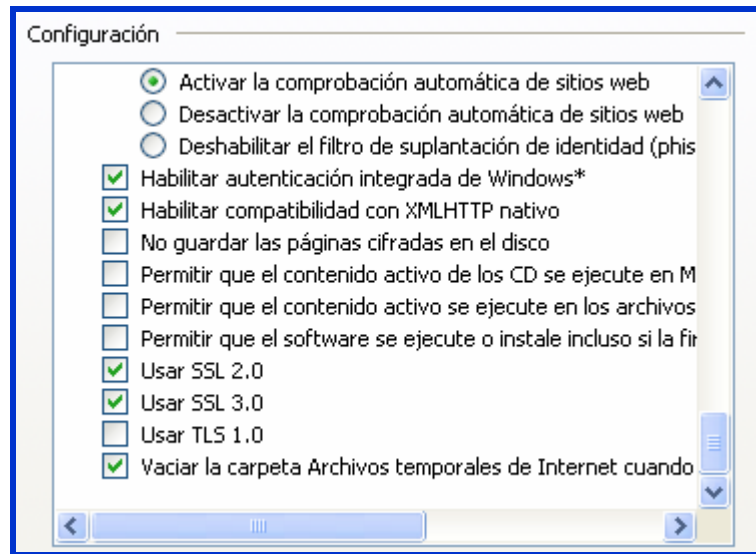 Configuración
Activar la comprobación automática de sitios web
Desactivar la comprobación automática de sitios web
Deshabilitar el filtro de suplantación de identidad (phis
Habilitar autenticación integrada de Windows*
Habilitar compatibilidad con XMLHTTP nativo
No guardar las páginas cifradas en el disco
Permitir que el contenido activo de los CD se ejecute en M
Permitir que el contenido activo se ejecute en los archivos
Permitir que el software se ejecute o instale incluso si la fir
Usar SSL 2.0
Usar SSL 3.0
Usar TLS 1.0
Vaciar la carpeta Archivos temporales de Internet cuando